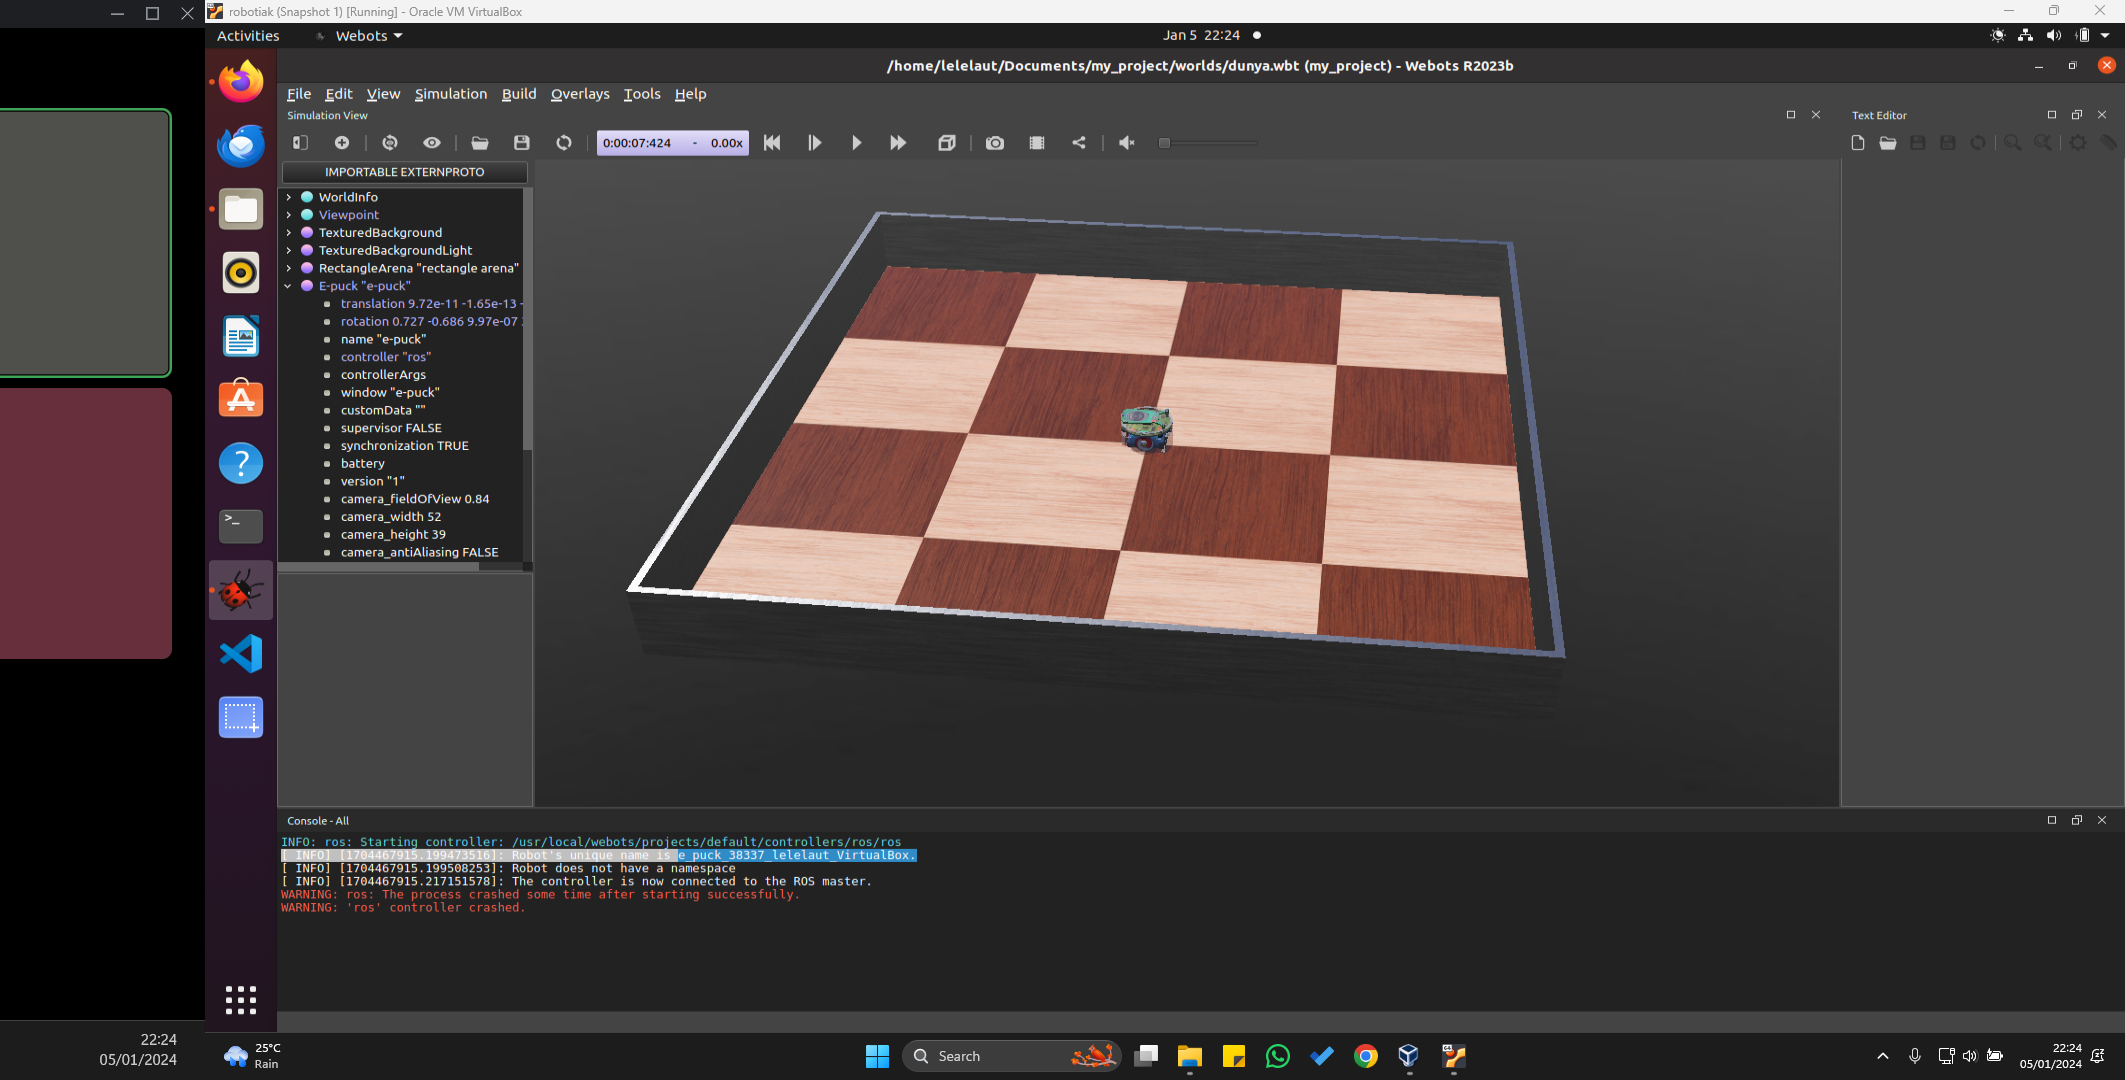 robotiak (Snapshot 1) [Running] - Oracle VM VirtualBox
Activities
Webots
Jan 5 22:24
/home/lelelaut/Documents/my_project/worlds/dunya.wbt (my_project) - Webots R2023b
File Edit View Simulation Build Overlays Tools Help
Simulation View
Text Editor
0:00:07:424 - 0.00x
IMPORTABLE EXTERNPROTO
WorldInfo
Viewpoint
TexturedBackground
TexturedBackgroundLight
RectangleArena "rectangle arena"
E-puck "e-puck"
translation 9.72e-11 -1.65e-13 -
rotation 0.727 -0.686 9.97e-07
name "e-puck"
controller "ros"
controllerArgs
window "e-puck"
customData ""
supervisor FALSE
synchronization TRUE
battery
version "1"
camera_fieldOfView 0.84
camera_width 52
camera_height 39
camera_antiAliasing FALSE
Console - All
INFO: ros: Starting controller: /usr/local/webots/projects/default/controllers/ros/ros
[ INFO] [1704467915.199473516]: Robot's unique name is e_puck_38337_lelelaut_VirtualBox.
[ INFO] [1704467915.199508253]: Robot does not have a namespace
[ INFO] [1704467915.217151578]: The controller is now connected to the ROS master.
WARNING: ros: The process crashed some time after starting successfully.
WARNING: 'ros' controller crashed.
22:24
05/01/2024
25°C
Rain
Search
22:24
05/01/2024